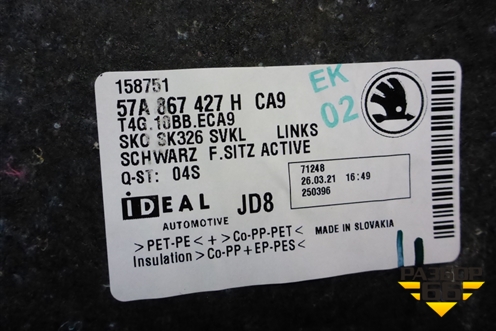 158751
57A 867 427 H CA9
T4G.10BB.ECA9
SKO SK326 SVKL LINKS
SCHWARZ F.SITZ ACTIVE
Q-ST: 04S
EK
02
71248
26.03.21 16:49
250396
iDEAL
AUTOMOTIVE
JD8
>PET-PE< + >Co-PP-PET<
Insulation >Co-PP +EP-PES<
MADE IN SLOVAKIA
РАЗБОР